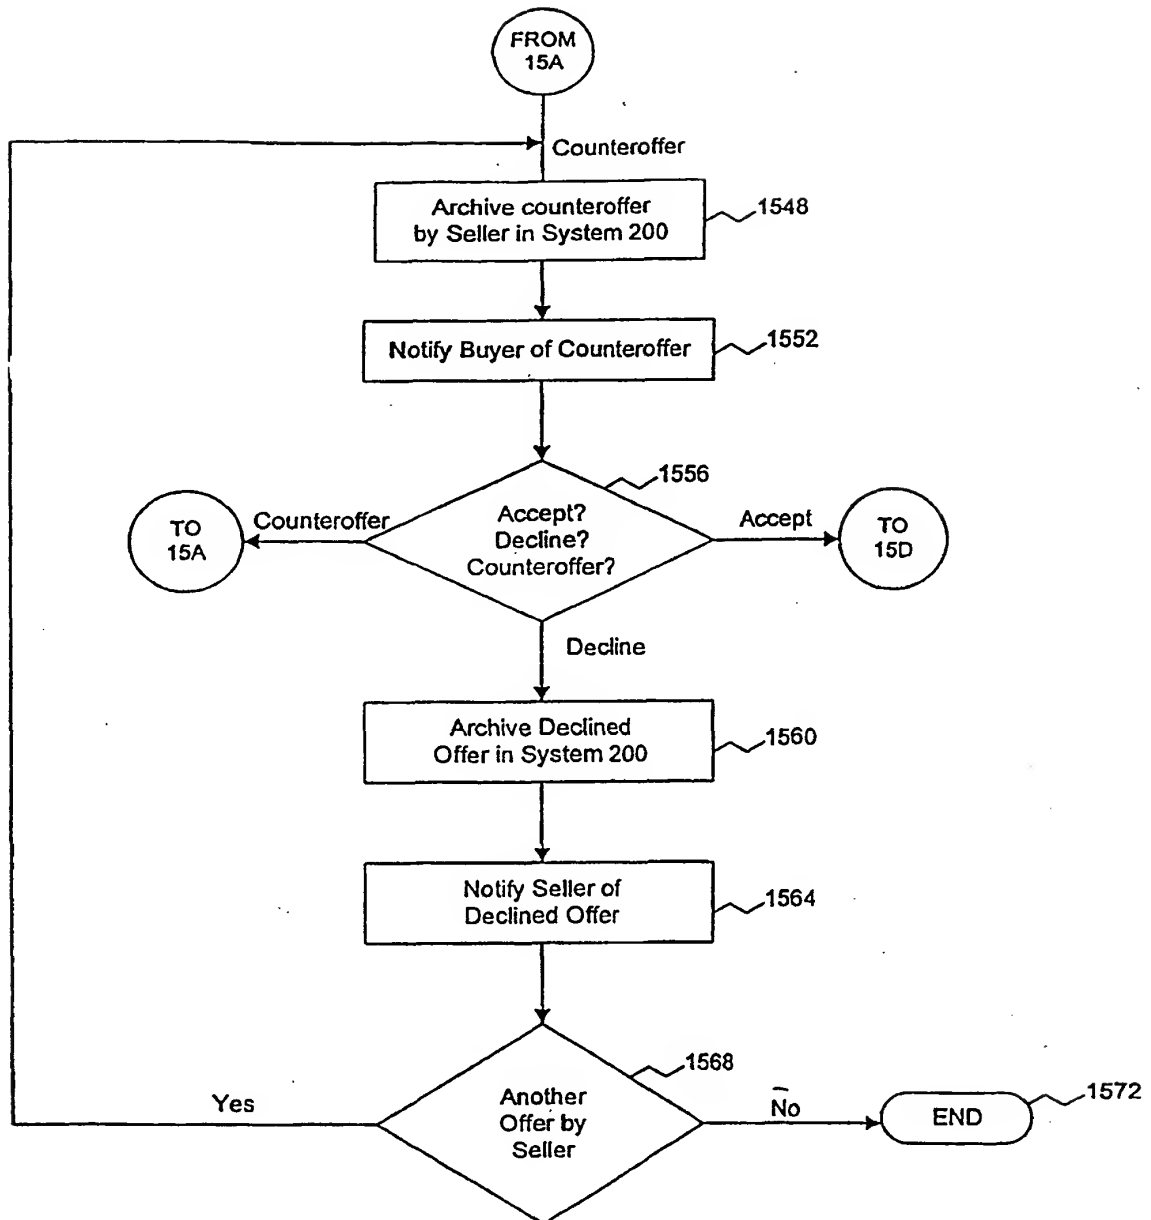 FROM
15A
Counteroffer
Archive counteroffer
by Seller in System 200
1548
Notify Buyer of Counteroffer
1552
1556
TO
15A
Counteroffer
Accept?
Decline?
Counteroffer?
Accept
TO
15D
Decline
Archive Declined
Offer in System 200
1560
Notify Seller of
Declined Offer
1564
1568
Yes
Another
Offer by
Seller
No
END
1572